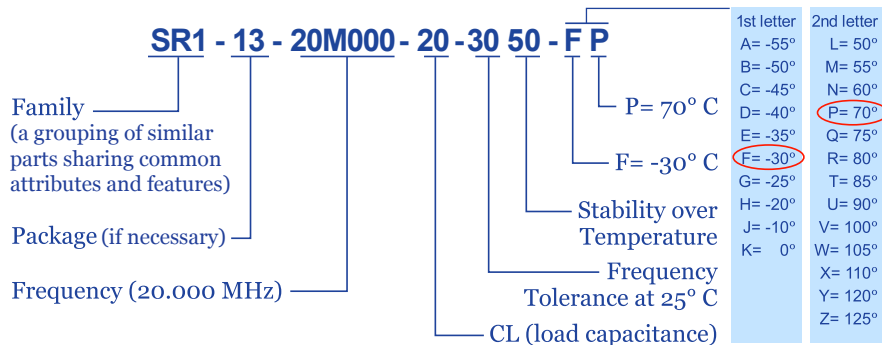 SR1 - 13 - 20M000 - 20 -30 50 - F P
Family
(a grouping of similar
parts sharing common
attributes and features)
Package (if necessary)
Frequency (20.000 MHz)
P= 70° C
F= -30° C
Stability over
Temperature
Frequency
Tolerance at 25° C
CL (load capacitance)
1st letter
A= -55°
B= -50°
C= -45°
D= -40°
E= -35°
F= -30°
G= -25°
H= -20°
J= -10°
K= 0°
2nd letter
L= 50°
M= 55°
N= 60°
P= 70°
Q= 75°
R= 80°
T= 85°
U= 90°
V= 100°
W= 105°
X= 110°
Y= 120°
Z= 125°